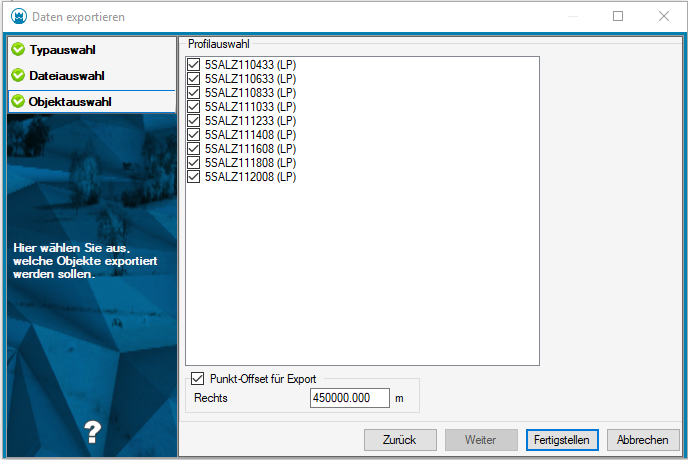 Daten exportieren
Typauswahl
Dateiauswahl
Objektauswahl
Hier wählen Sie aus,
welche Objekte exportiert
werden sollen.
?
Profilauswahl
5SALZ110433 (LP)
5SALZ110633 (LP)
5SALZ110833 (LP)
5SALZ111033 (LP)
5SALZ111233 (LP)
5SALZ111408 (LP)
5SALZ111608 (LP)
5SALZ111808 (LP)
5SALZ112008 (LP)
Punkt-Offset für Export
Rechts 450000.000 m
Zurück Weiter Fertigstellen Abbrechen